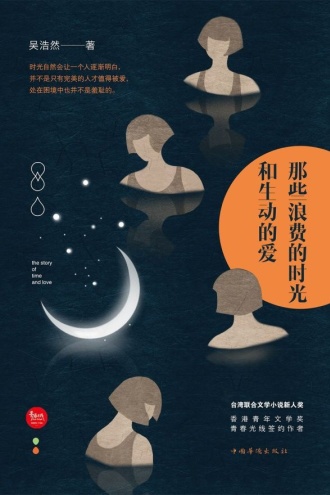 吴浩然——著
时光自然会让一个人逐渐明白，
并不是只有完美的人才值得被爱，
处在困境中也并不是羞耻的。
那些浪费的时光
和生动的爱
the story
of
time
and love
台湾联合文学小说新人奖
香港青年文学奖
青春光线签约作者
中国华侨出版社